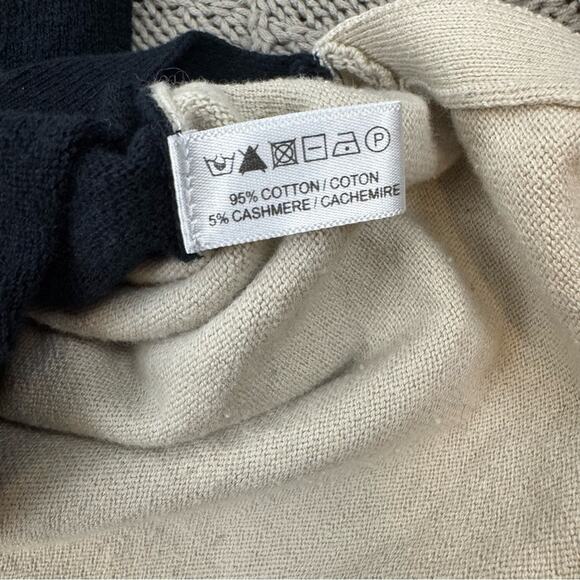 P
95% COTTON / COTON
5% CASHMERE / CACHEMIRE